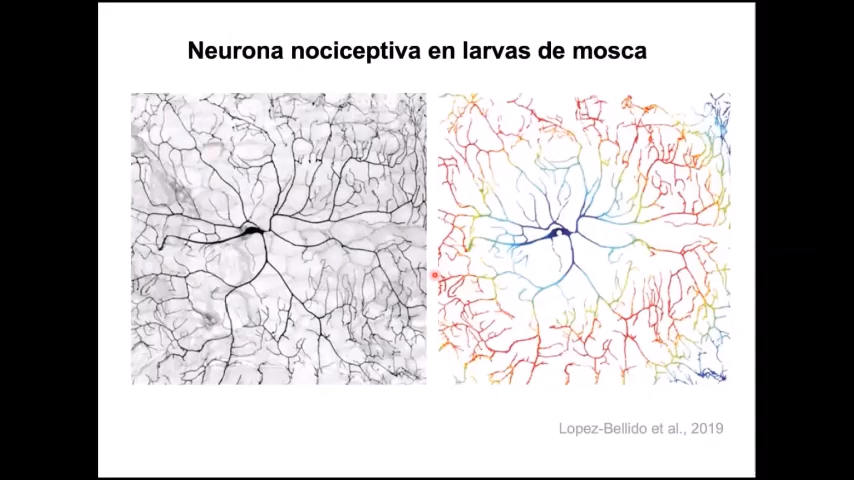 Neurona nociceptiva en larvas de mosca
Lopez-Bellido et al., 2019